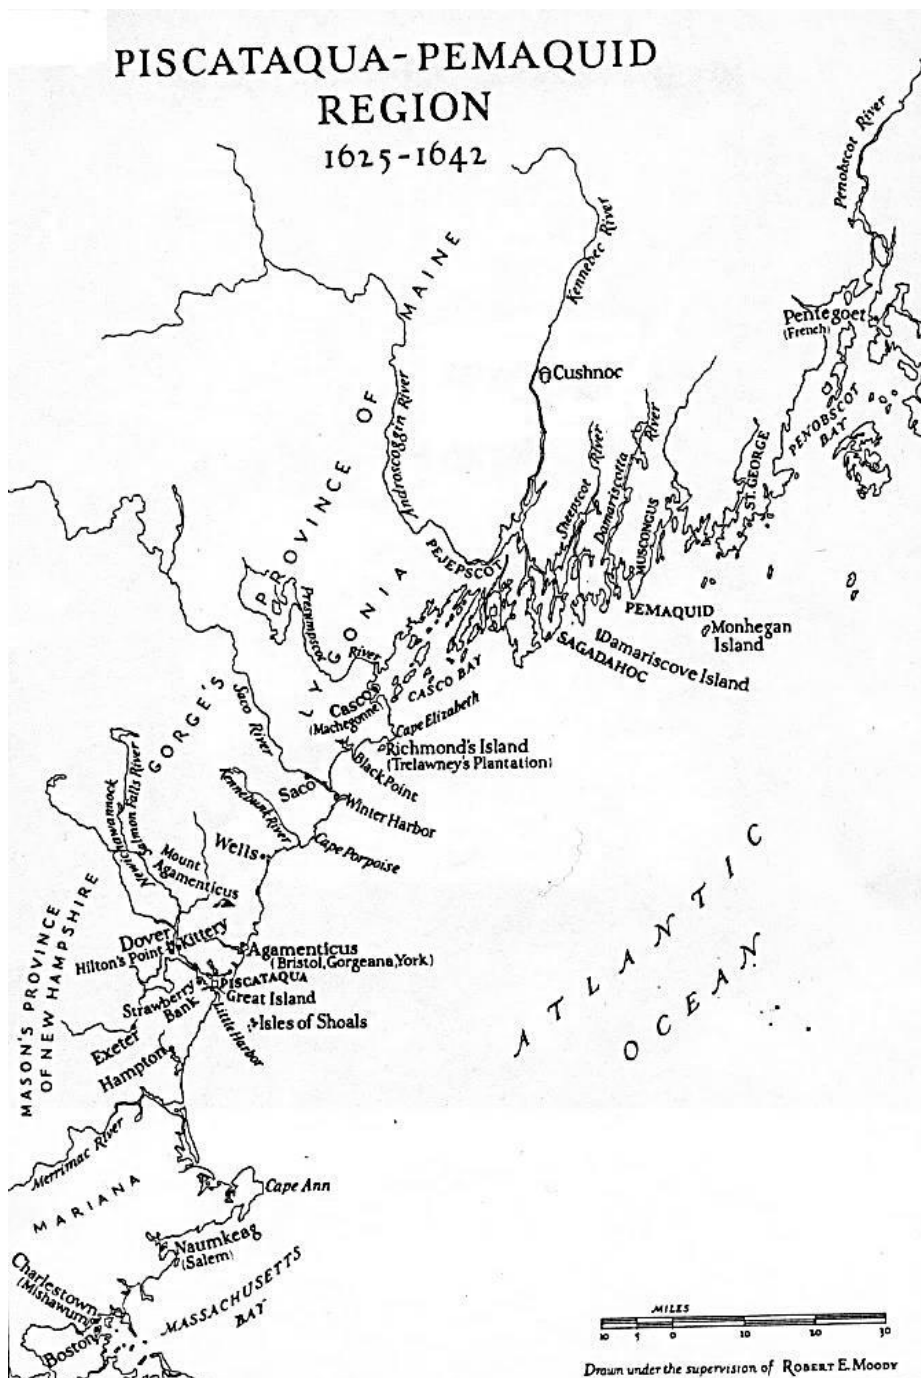 PISCATAQUA-PEMAQUID
REGION
1625-1642
Penobscot River
Kennebec River
PROVINCE OF MAINE
Pentegoet
(French)
Cushnoc
Androscoggin River
PENOBSCOT
BAY
Sheepscot River
Damariscotta River
MUSCONGUS
ST. GEORGE
PEJEPSCOT
LYGONIA
Presumpscot River
PEMAQUID
Monhegan
Island
Damariscove Island
SAGADAHOC
CASCO BAY
Casco
(Machegonne)
Cape Elizabeth
Richmond's Island
(Trelawney's Plantation)
Black Point
GORGE'S
Saco River
Saco
Winter Harbor
Kennebunk River
Cape Porpoise
Wells
Newichawannock
Salmon Falls River
Mount
Agamenticus
MASON'S PROVINCE
OF NEW HAMPSHIRE
Dover
Hilton's Point
Kittery
Agamenticus
(Bristol, Gorgeana, York)
PISCATAQUA
Strawberry
Bank
Great Island
Little Harbor
Isles of Shoals
Exeter
Hampton
ATLANTIC
OCEAN
Merrimac River
MARIANA
Cape Ann
Naumkeag
(Salem)
Charlestown
(Mishawum)
Boston
MASSACHUSETTS
BAY
MILES
10 5 0 10 20 30
Drawn under the supervision of ROBERT E. MOODY